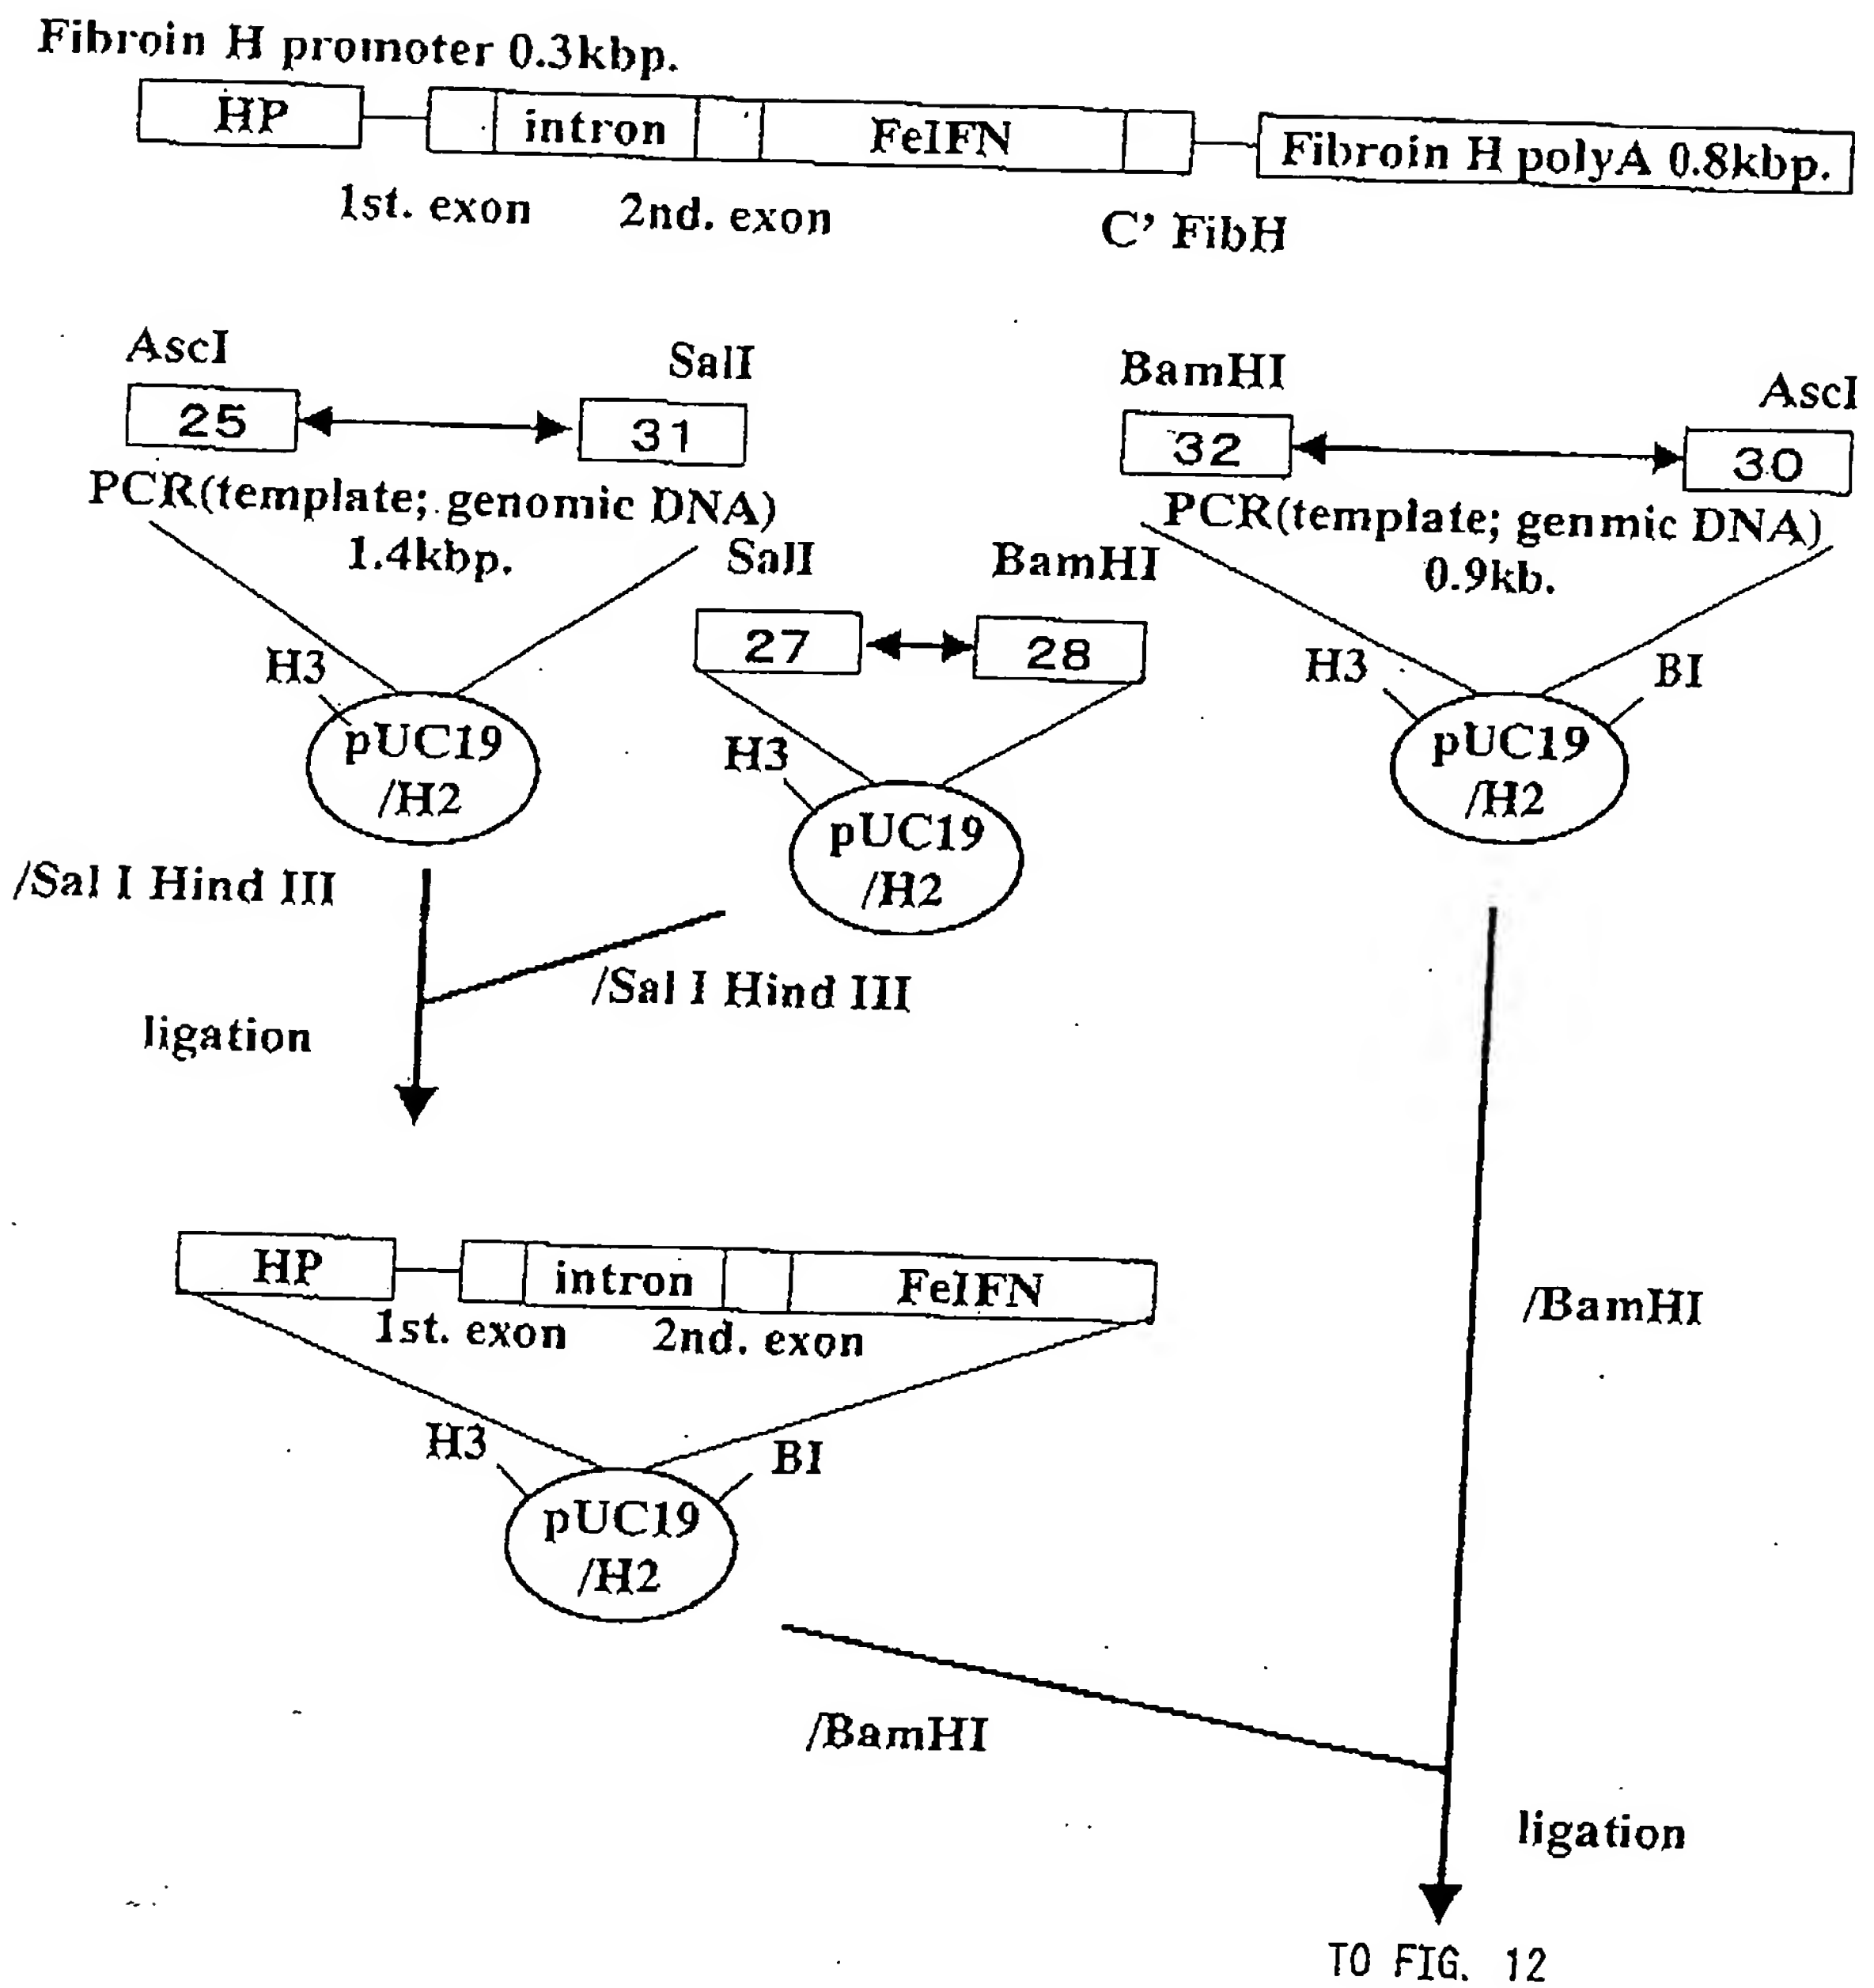 Fibroin H promoter 0.3kbp.
HP
intron
FeIFN
Fibroin H polyA 0.8kbp.
1st. exon
2nd. exon
C' FibH
AscI
SalI
BamHI
AscI
25
31
32
30
PCR(template; genomic DNA)
1.4kbp.
PCR(template; genmic DNA)
0.9kb.
SalI
BamHI
27
28
H3
pUC19
/H2
H3
pUC19
/H2
H3
BI
pUC19
/H2
/Sal I Hind III
/Sal I Hind III
ligation
HP
intron
FeIFN
1st. exon
2nd. exon
/BamHI
H3
BI
pUC19
/H2
/BamHI
ligation
TO FIG. 12